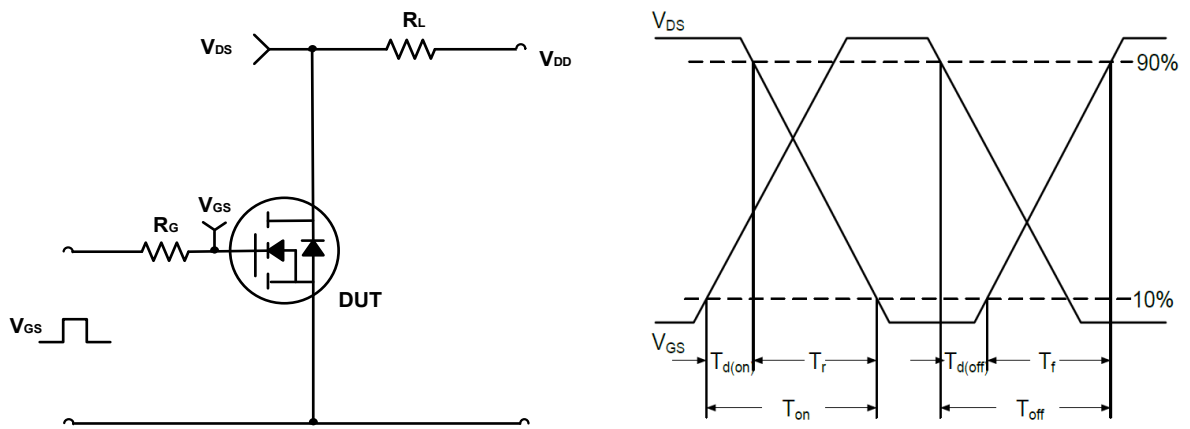 RL
VDS
VDD
VGS
RG
DUT
VGS
VDS
90%
10%
VGS
Td(on)
Tr
Td(off)
Tf
Ton
Toff